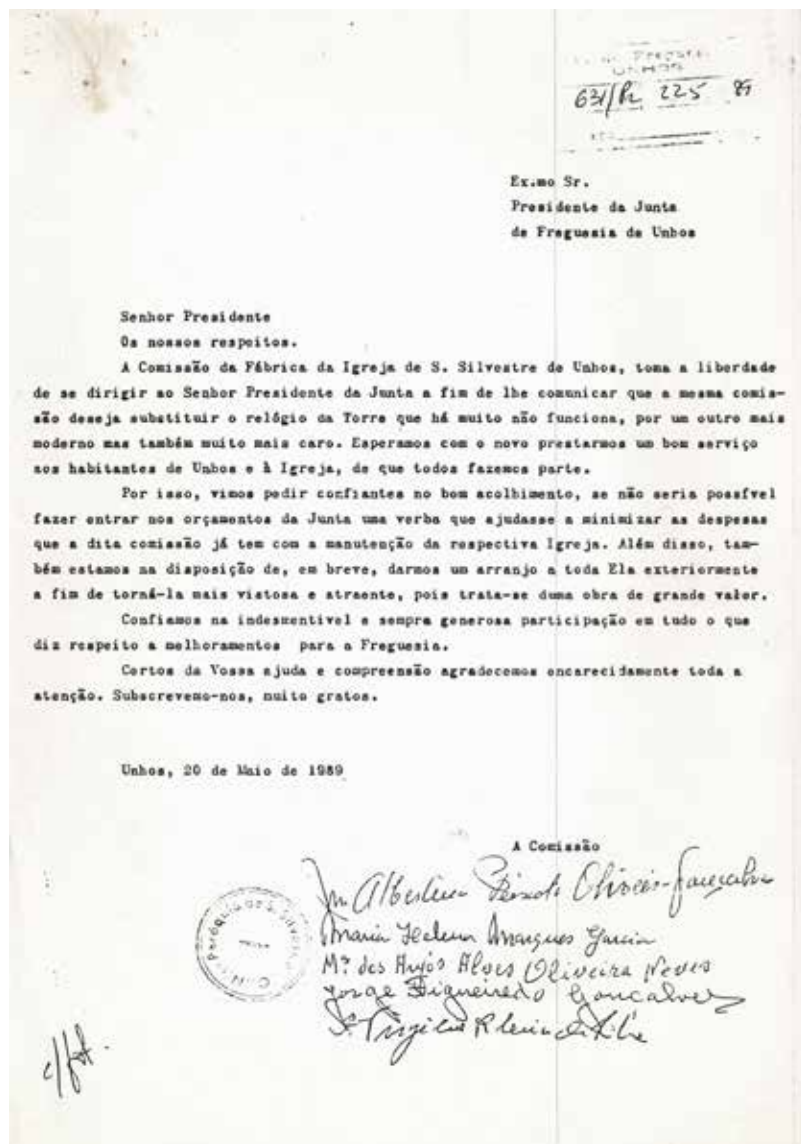 UNHOS
631/Pr 225 89
Ex.mo Sr.
Presidente da Junta
de Freguesia de Unhos
Senhor Presidente
Os nossos respeitos.
A Comissão da Fábrica da Igreja de S. Silvestre de Unhos, toma a liberdade
de se dirigir ao Senhor Presidente da Junta a fim de lhe comunicar que a mesma comis-
são deseja substituir o relógio da Torre que há muito não funciona, por um outro mais
moderno mas também muito mais caro. Esperamos com o novo prestarmos um bom serviço
aos habitantes de Unhos e à Igreja, de que todos fazemos parte.
Por isso, vimos pedir confiantes no bom acolhimento, se não seria possível
fazer entrar nos orçamentos da Junta uma verba que ajudasse a minimizar as despesas
que a dita comissão já tem com a manutenção da respectiva Igreja. Além disso, tam-
bém estamos na disposição de, em breve, darmos um arranjo a toda Ela exteriormente
a fim de torná-la mais vistosa e atraente, pois trata-se duma obra de grande valor.
Confiamos na indesmentivel e sempre generosa participação em tudo o que
diz respeito a melhoramentos para a Freguesia.
Certos da Vossa ajuda e compreensão agradecemos encarecidamente toda a
atenção. Subscrevemo-nos, muito gratos.
Unhos, 20 de Maio de 1989
A Comissão
Peixoto
Maria Helena Marques Garcia
Mª dos Anjos Alves Oliveira Neves
Jorge Figueiredo Goncalves